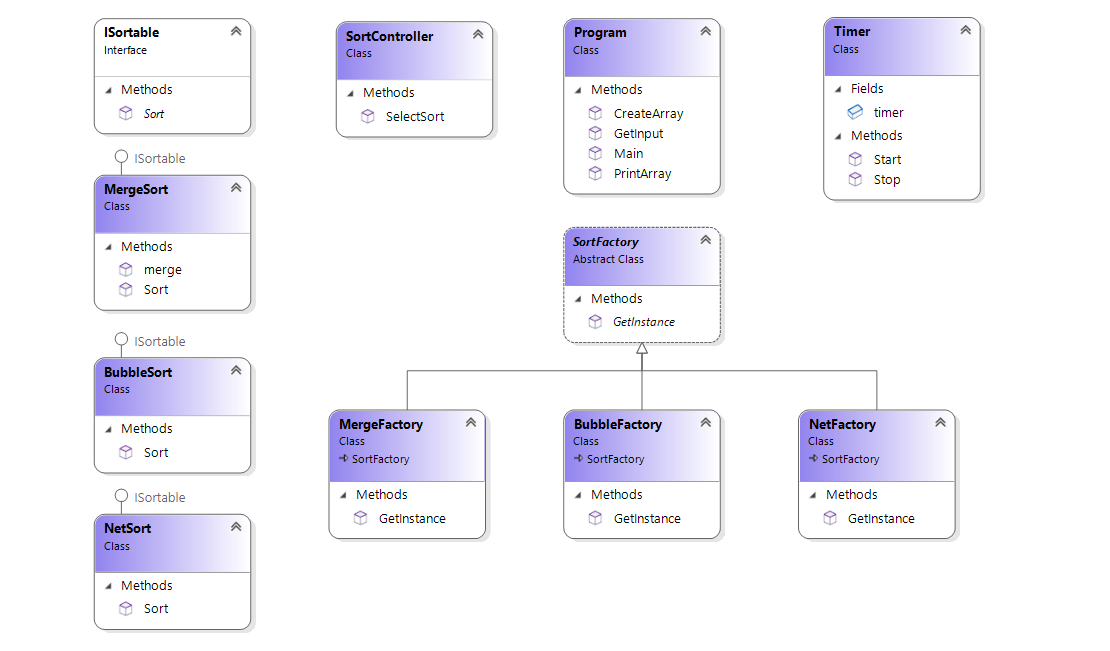 ISortable
Interface
Methods
Sort
ISortable
MergeSort
Class
Methods
merge
Sort
ISortable
BubbleSort
Class
Methods
Sort
ISortable
NetSort
Class
Methods
Sort
SortController
Class
Methods
SelectSort
Program
Class
Methods
CreateArray
GetInput
Main
PrintArray
Timer
Class
Fields
timer
Methods
Start
Stop
SortFactory
Abstract Class
Methods
GetInstance
MergeFactory
Class
SortFactory
Methods
GetInstance
BubbleFactory
Class
SortFactory
Methods
GetInstance
NetFactory
Class
SortFactory
Methods
GetInstance